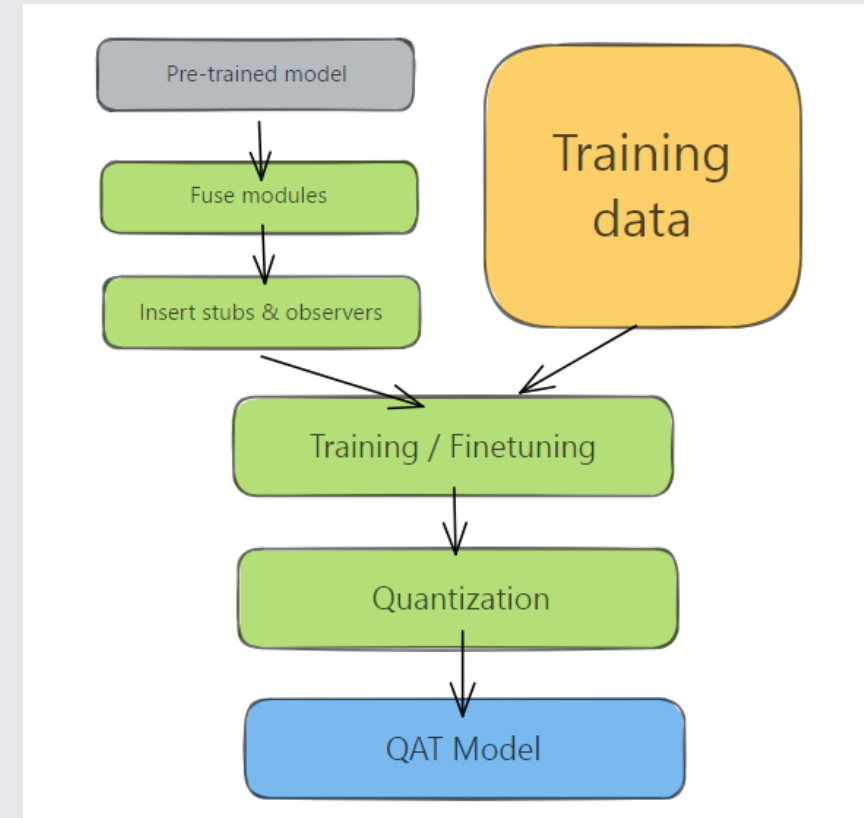 Pre-trained model
Training
data
Fuse modules
Insert stubs & observers
Training / Finetuning
Quantization
QAT Model